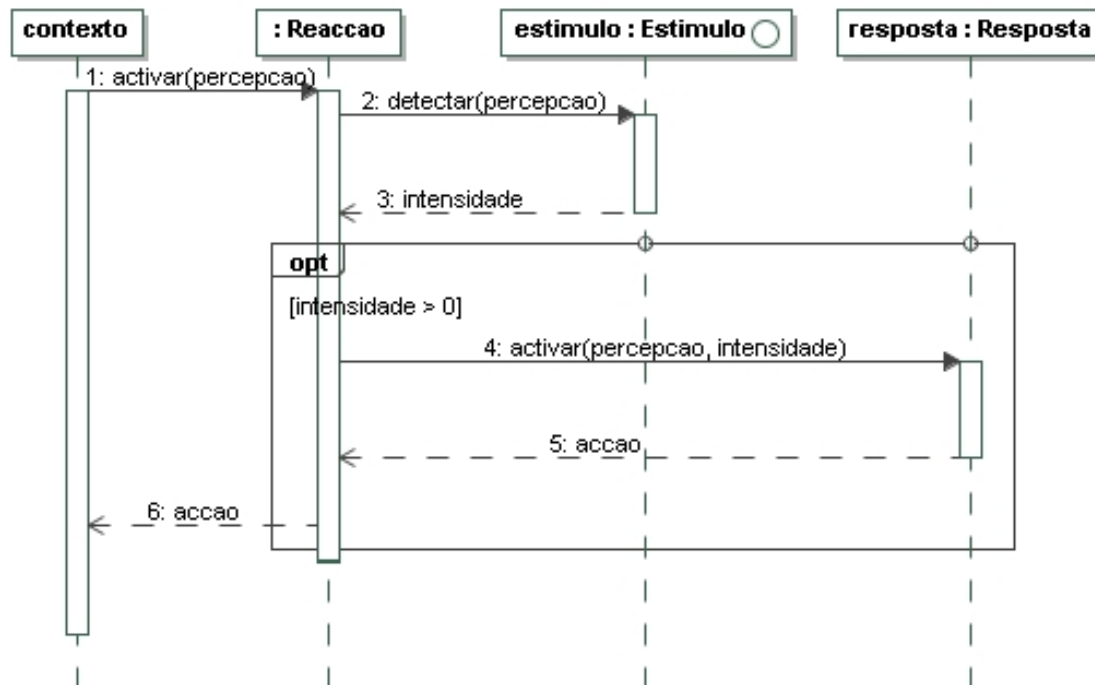 contexto
: Reaccao
estimulo : Estimulo
resposta : Resposta
1: activar(percepcao)
2: detectar(percepcao)
3: intensidade
opt
[intensidade > 0]
4: activar(percepcao, intensidade)
5: accao
6: accao